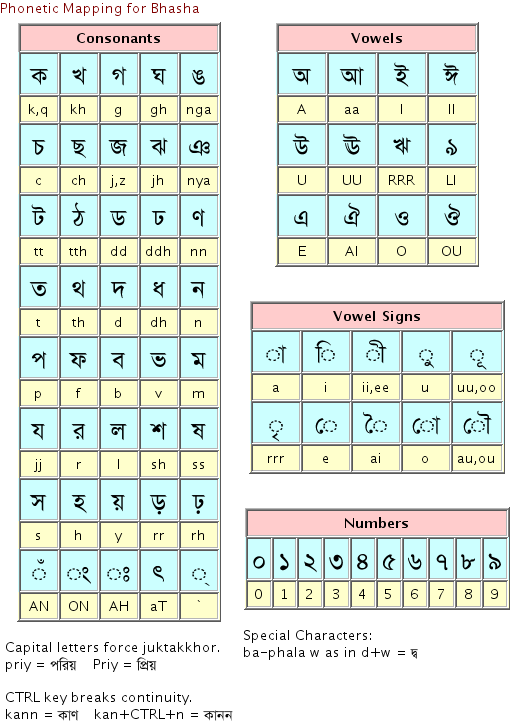 Phonetic Mapping for Bhasha
Consonants
ক খ গ ঘ ঙ
k,q kh g gh nga
চ ছ জ ঝ ঞ
c ch j,z jh nya
ট ঠ ড ঢ ণ
tt tth dd ddh nn
ত থ দ ধ ন
t th d dh n
প ফ ব ভ ম
p f b v m
য র ল শ ষ
jj r l sh ss
স হ য় ড় ঢ়
s h y rr rh
ঁ ং ঃ ৎ ্
AN ON AH aT `
Capital letters force juktakkhor.
priy = পরিয় Priy = প্রিয়
CTRL key breaks continuity.
kann = কাণ kan+CTRL+n = কানন
Vowels
অ আ ই ঈ
A aa I II
উ ঊ ঋ ঌ
U UU RRR LI
এ ঐ ও ঔ
E AI O OU
Vowel Signs
া ি ী ু ূ
a i ii,ee u uu,oo
ৃ ে ৈ ো ৌ
rrr e ai o au,ou
Numbers
০ ১ ২ ৩ ৪ ৫ ৬ ৭ ৮ ৯
0 1 2 3 4 5 6 7 8 9
Special Characters:
ba-phala w as in d+w = দ্ব